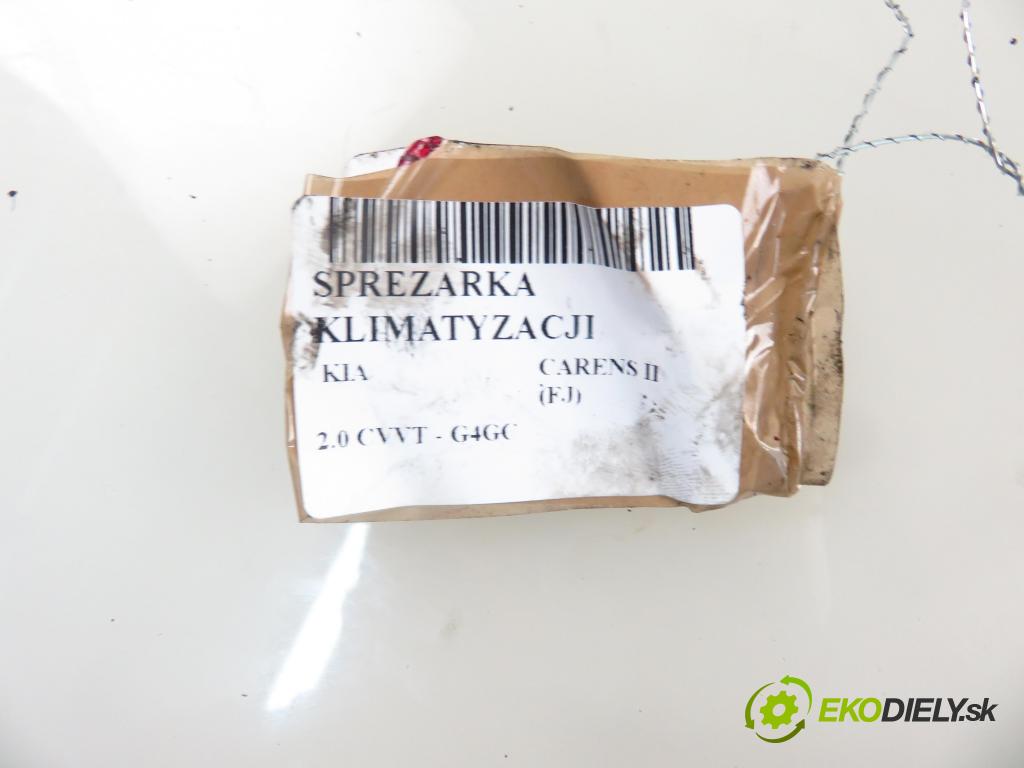 SPREZARKA
KLIMATYZACJI
KIA CARENS II
(FJ)
2.0 CVVT - G4GC
EKODIELY.sk